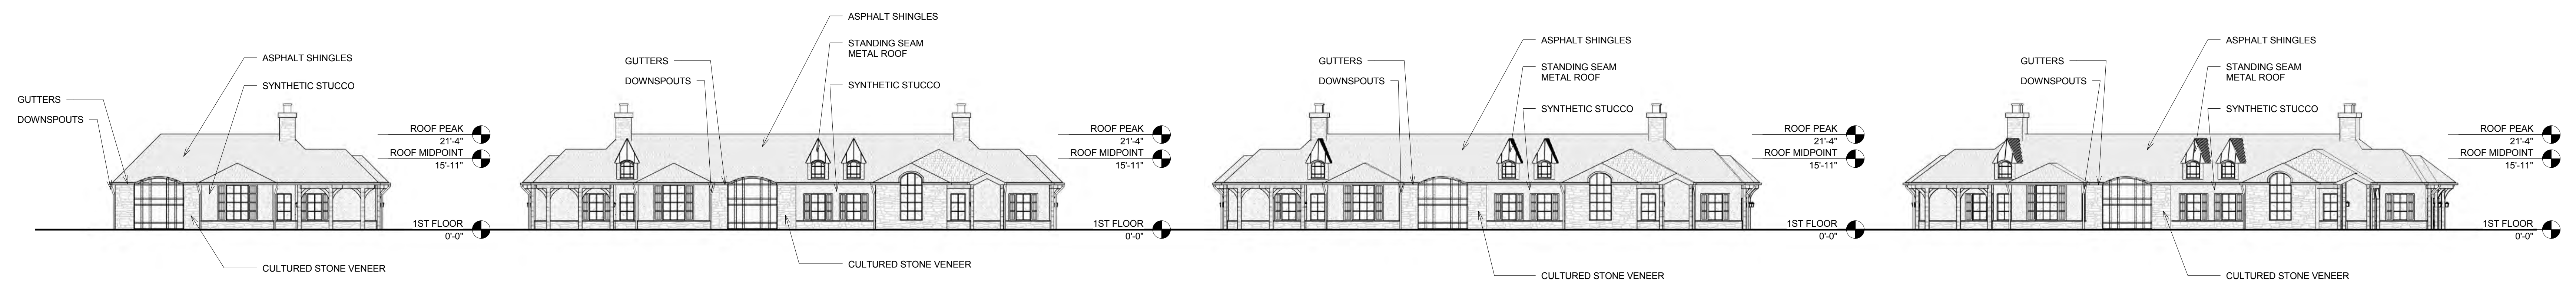 ASPHALT SHINGLES
SYNTHETIC STUCCO
GUTTERS
DOWNSPOUTS
ROOF PEAK
21'-4"
ROOF MIDPOINT
15'-11"
1ST FLOOR
0'-0"
CULTURED STONE VENEER
ASPHALT SHINGLES
STANDING SEAM
METAL ROOF
GUTTERS
DOWNSPOUTS
SYNTHETIC STUCCO
ROOF PEAK
21'-4"
ROOF MIDPOINT
15'-11"
1ST FLOOR
0'-0"
CULTURED STONE VENEER
ASPHALT SHINGLES
GUTTERS
STANDING SEAM
METAL ROOF
DOWNSPOUTS
SYNTHETIC STUCCO
ROOF PEAK
21'-4"
ROOF MIDPOINT
15'-11"
1ST FLOOR
0'-0"
CULTURED STONE VENEER
ASPHALT SHINGLES
GUTTERS
STANDING SEAM
METAL ROOF
DOWNSPOUTS
SYNTHETIC STUCCO
ROOF PEAK
21'-4"
ROOF MIDPOINT
15'-11"
1ST FLOOR
0'-0"
CULTURED STONE VENEER